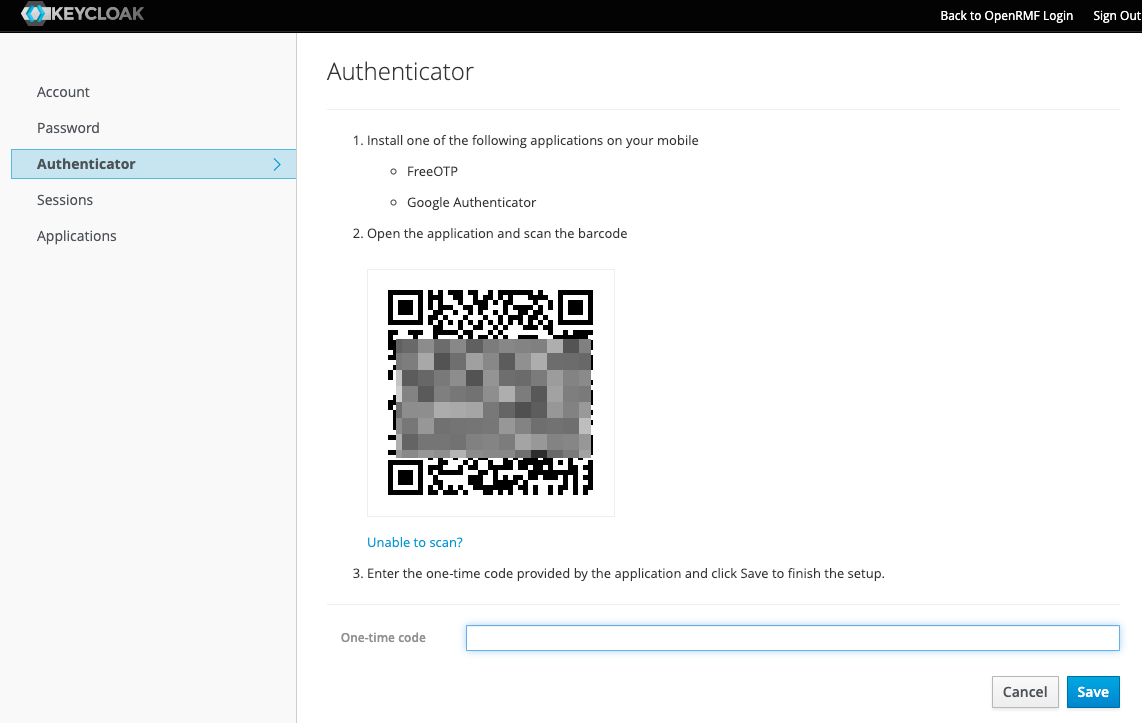 KEYCLOAK
Back to OpenRMF Login Sign Out
Account
Password
Authenticator
Sessions
Applications
Authenticator
1. Install one of the following applications on your mobile
FreeOTP
Google Authenticator
2. Open the application and scan the barcode
Unable to scan?
3. Enter the one-time code provided by the application and click Save to finish the setup.
One-time code
Cancel Save